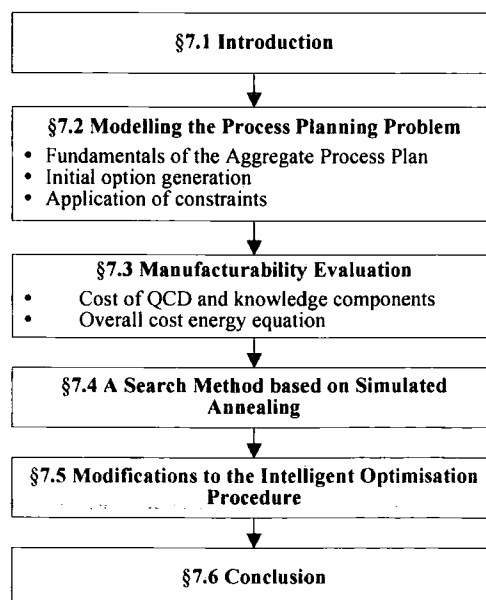 §7.1 Introduction
§7.2 Modelling the Process Planning Problem
• Fundamentals of the Aggregate Process Plan
• Initial option generation
• Application of constraints
§7.3 Manufacturability Evaluation
• Cost of QCD and knowledge components
• Overall cost energy equation
§7.4 A Search Method based on Simulated
Annealing
§7.5 Modifications to the Intelligent Optimisation
Procedure
§7.6 Conclusion